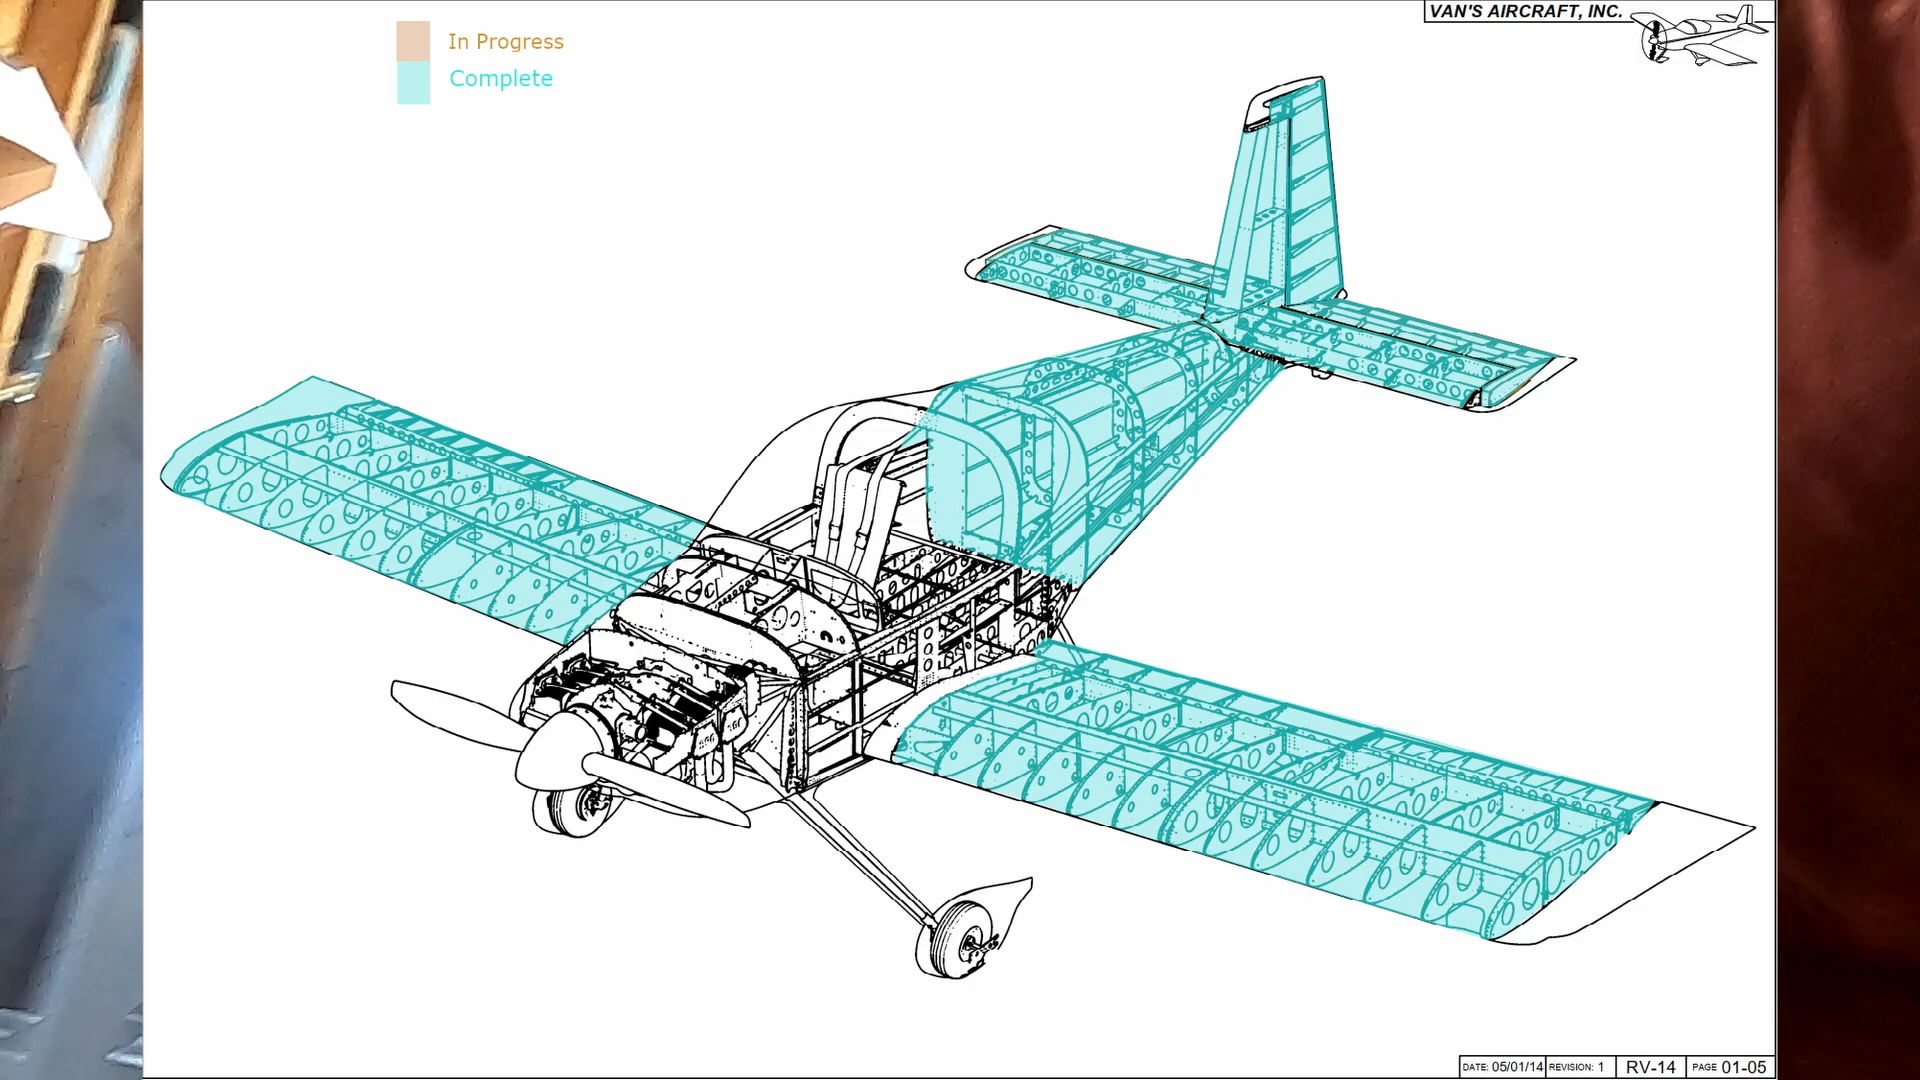 VAN'S AIRCRAFT, INC.
In Progress
Complete
DATE: 05/01/14 REVISION: 1 RV-14 PAGE 01-05